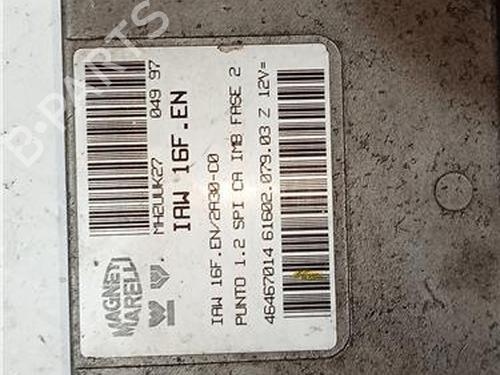 MAGNETI
MARELLI
MH2UUK27 049 97
IAW 16F.EN
IAW 16F.EN/2A30-C0
PUNTO 1.2 SPI CA IMB FASE 2
46467014 61602.079.03 Z 12V=
B-PARTS